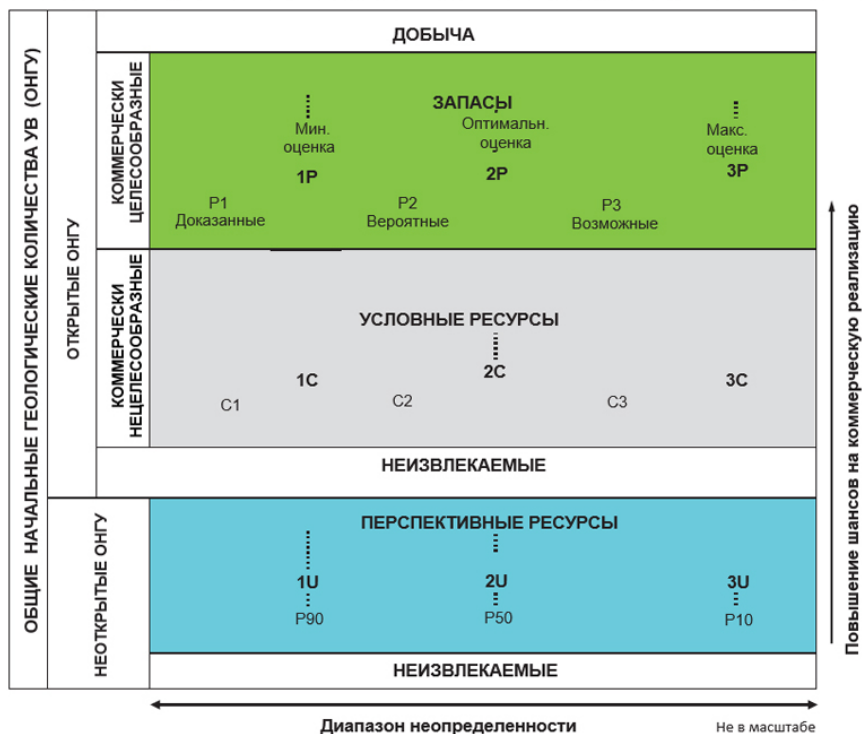 ОБЩИЕ НАЧАЛЬНЫЕ ГЕОЛОГИЧЕСКИЕ КОЛИЧЕСТВА УВ (ОНГУ)
ОТКРЫТЫЕ ОНГУ
ДОБЫЧА
КОММЕРЧЕСКИ
ЦЕЛЕСООБРАЗНЫЕ
ЗАПАСЫ
Мин.
оценка
Оптимальн.
оценка
Макс.
оценка
1P
2P
3P
P1
Доказанные
P2
Вероятные
P3
Возможные
КОММЕРЧЕСКИ
НЕЦЕЛЕСООБРАЗНЫЕ
УСЛОВНЫЕ РЕСУРСЫ
1C
2C
3C
C1
C2
C3
НЕИЗВЛЕКАЕМЫЕ
НЕОТКРЫТЫЕ ОНГУ
ПЕРСПЕКТИВНЫЕ РЕСУРСЫ
1U
2U
3U
P90
P50
P10
НЕИЗВЛЕКАЕМЫЕ
Повышение шансов на коммерческую реализацию
Диапазон неопределенности
Не в масштабе